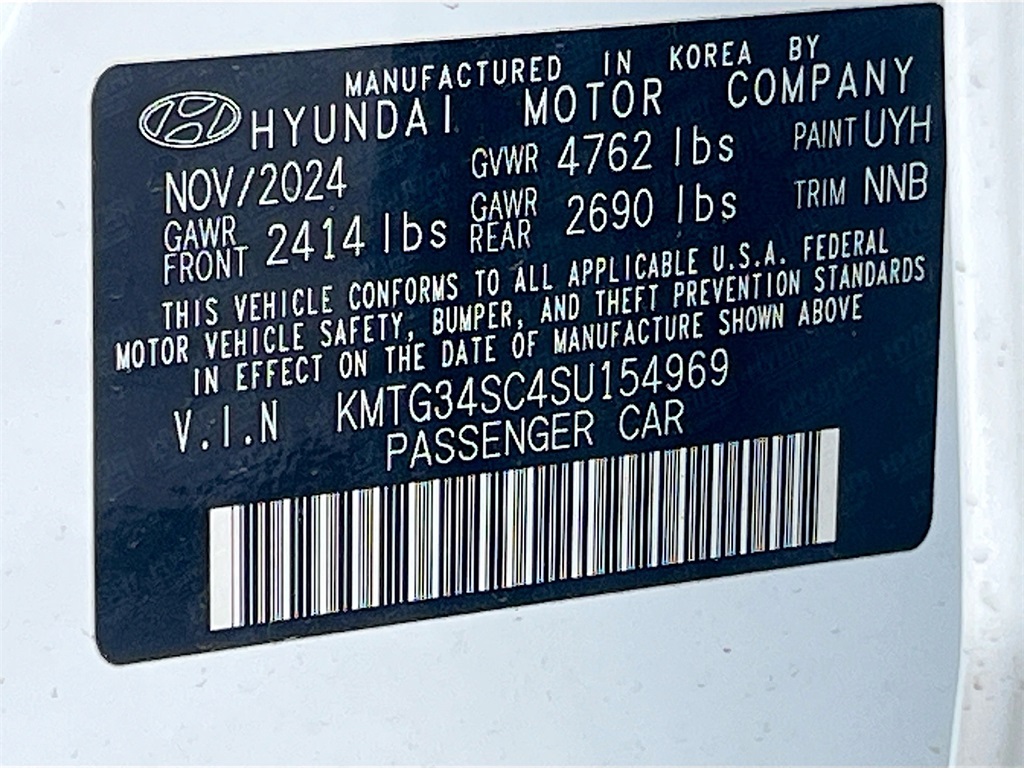 MANUFACTURED IN KOREA BY
HYUNDAI MOTOR COMPANY
NOV/2024 GVWR 4762 lbs PAINT UYH
GAWR FRONT 2414 lbs GAWR REAR 2690 lbs TRIM NNB
THIS VEHICLE CONFORMS TO ALL APPLICABLE U.S.A. FEDERAL
MOTOR VEHICLE SAFETY, BUMPER, AND THEFT PREVENTION STANDARDS
IN EFFECT ON THE DATE OF MANUFACTURE SHOWN ABOVE
V.I.N KMTG34SC4SU154969
PASSENGER CAR